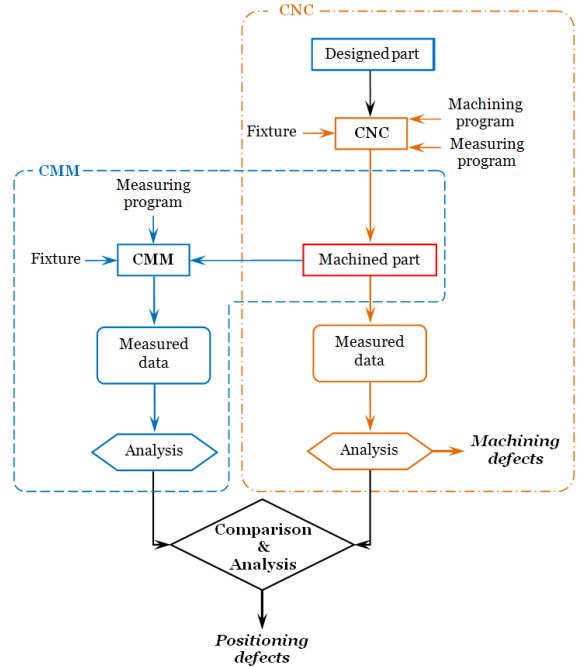 CNC
Designed part
Machining
program
Fixture
CNC
Measuring
program
CMM
Measuring
program
Fixture
CMM
Machined part
Measured
data
Measured
data
Analysis
Analysis
Machining
defects
Comparison
&
Analysis
Positioning
defects